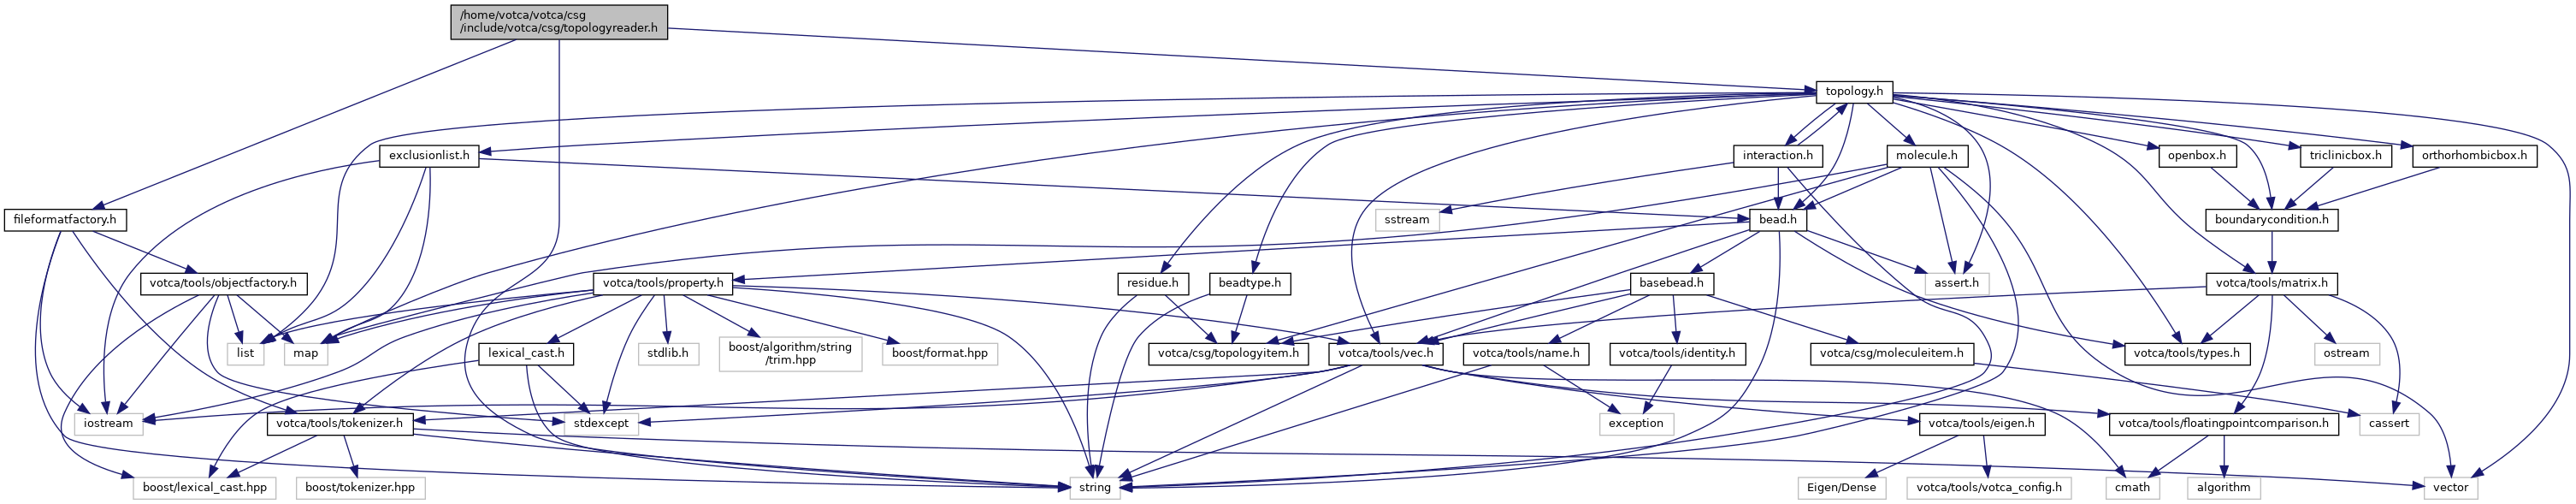 /home/votca/votca/csg
/include/votca/csg/topologyreader.h
topology.h
exclusionlist.h
interaction.h
molecule.h
openbox.h
triclinicbox.h
orthorhombicbox.h
fileformatfactory.h
sstream
bead.h
boundarycondition.h
votca/tools/objectfactory.h
votca/tools/property.h
residue.h
beadtype.h
basebead.h
assert.h
votca/tools/matrix.h
list
map
lexical_cast.h
stdlib.h
boost/algorithm/string
/trim.hpp
boost/format.hpp
votca/csg/topologyitem.h
votca/tools/vec.h
votca/tools/name.h
votca/tools/identity.h
votca/csg/moleculeitem.h
votca/tools/types.h
ostream
iostream
votca/tools/tokenizer.h
stdexcept
exception
votca/tools/eigen.h
votca/tools/floatingpointcomparison.h
cassert
boost/lexical_cast.hpp
boost/tokenizer.hpp
string
Eigen/Dense
votca/tools/votca_config.h
cmath
algorithm
vector